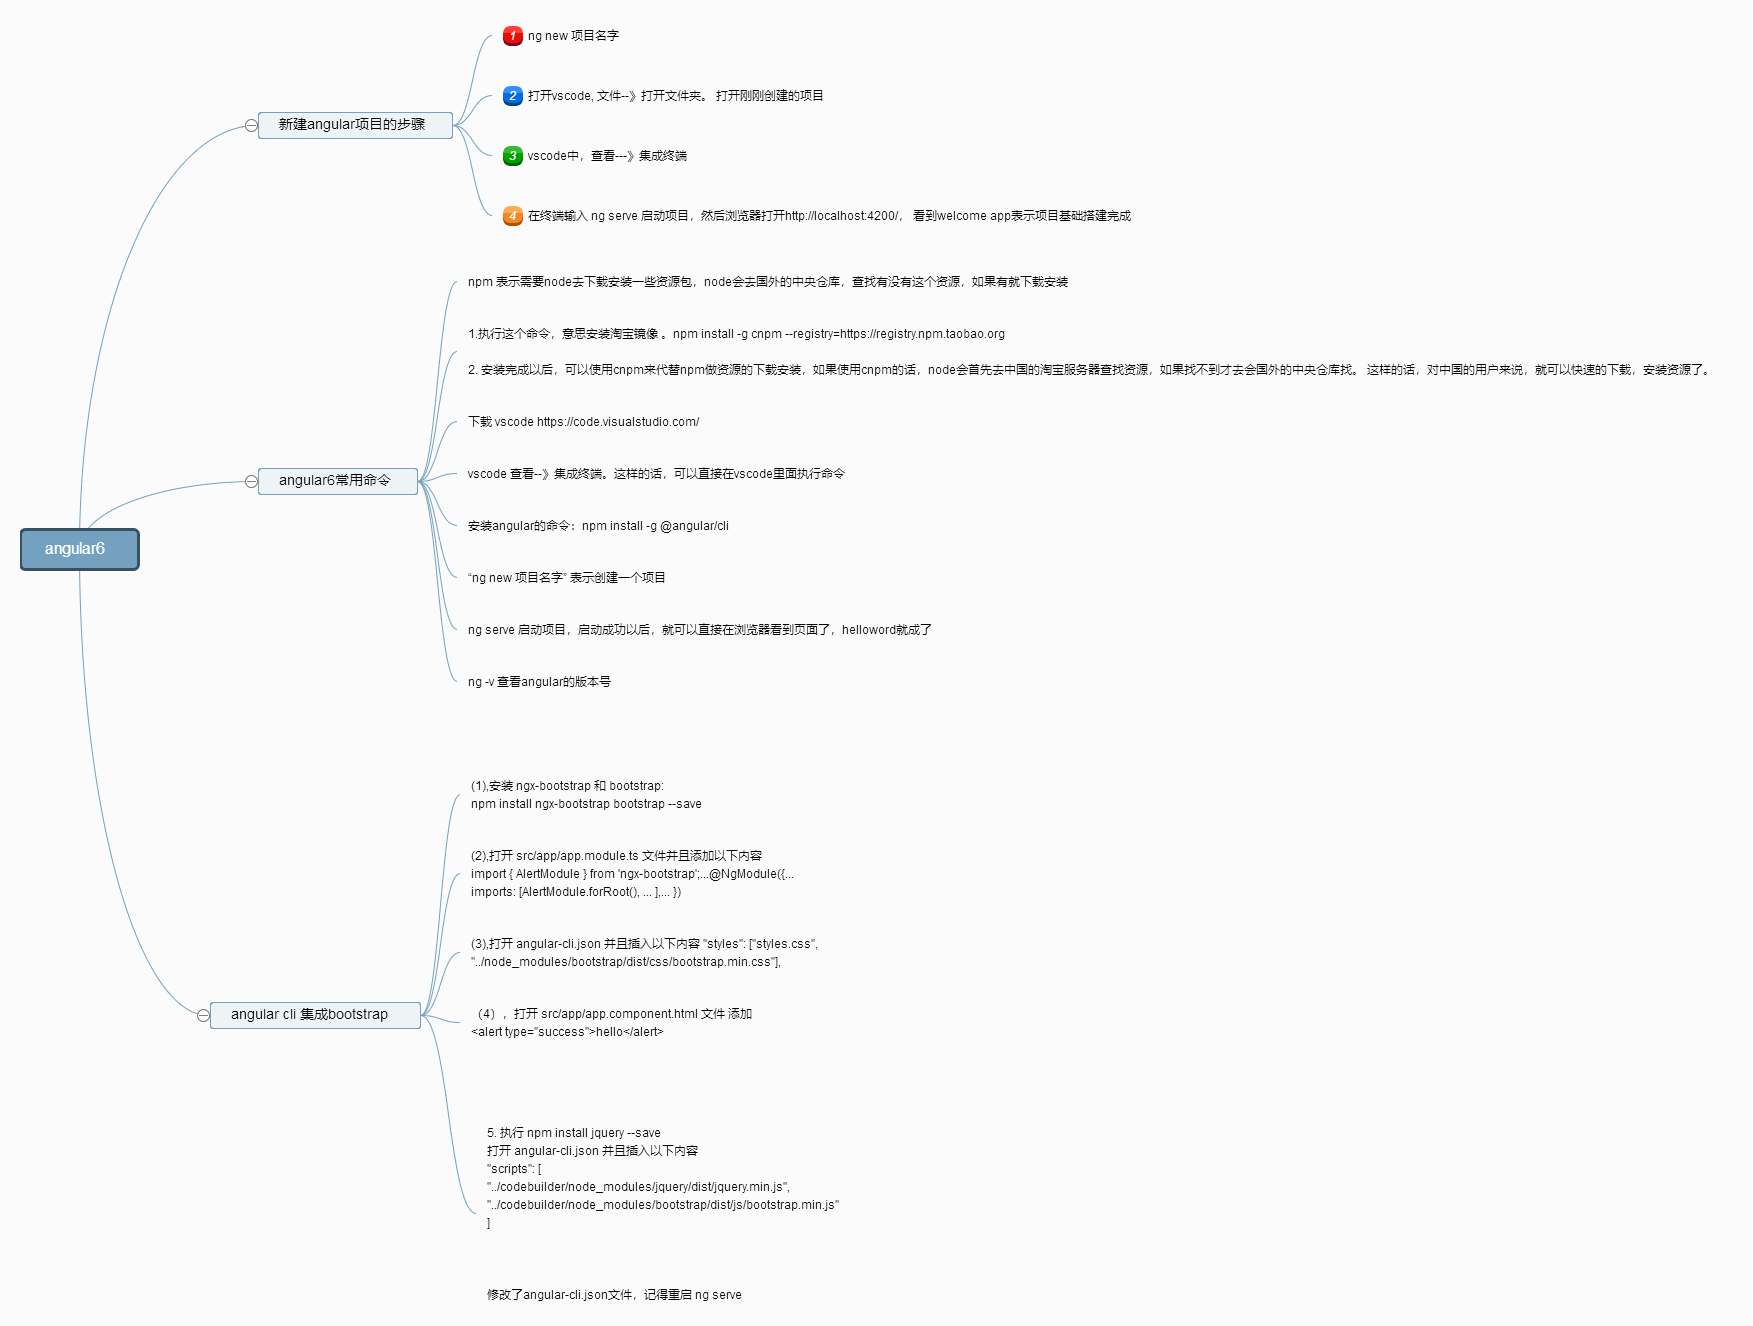 angular6
新建angular项目的步骤
1 ng new 项目名字
2 打开vscode, 文件--》打开文件夹。 打开刚刚创建的项目
3 vscode中，查看---》集成终端
4 在终端输入 ng serve 启动项目，然后浏览器打开http://localhost:4200/， 看到welcome app表示项目基础搭建完成
angular6常用命令
npm 表示需要node去下载安装一些资源包，node会去国外的中央仓库，查找有没有这个资源，如果有就下载安装
1.执行这个命令，意思安装淘宝镜像 。npm install -g cnpm --registry=https://registry.npm.taobao.org
2. 安装完成以后，可以使用cnpm来代替npm做资源的下载安装，如果使用cnpm的话，node会首先去中国的淘宝服务器查找资源，如果找不到才去会国外的中央仓库找。 这样的话，对中国的用户来说，就可以快速的下载，安装资源了。
下载 vscode https://code.visualstudio.com/
vscode 查看--》集成终端。这样的话，可以直接在vscode里面执行命令
安装angular的命令：npm install -g @angular/cli
“ng new 项目名字” 表示创建一个项目
ng serve 启动项目，启动成功以后，就可以直接在浏览器看到页面了，helloword就成了
ng -v 查看angular的版本号
angular cli 集成bootstrap
(1),安装 ngx-bootstrap 和 bootstrap:
npm install ngx-bootstrap bootstrap --save
(2),打开 src/app/app.module.ts 文件并且添加以下内容
import { AlertModule } from 'ngx-bootstrap';...@NgModule({...
imports: [AlertModule.forRoot(), ... ],... })
(3),打开 angular-cli.json 并且插入以下内容 "styles": ["styles.css",
"../node_modules/bootstrap/dist/css/bootstrap.min.css"],
（4），打开 src/app/app.component.html 文件 添加
<alert type="success">hello</alert>
5. 执行 npm install jquery --save
打开 angular-cli.json 并且插入以下内容
"scripts": [
"../codebuilder/node_modules/jquery/dist/jquery.min.js",
"../codebuilder/node_modules/bootstrap/dist/js/bootstrap.min.js"
]
修改了angular-cli.json文件，记得重启 ng serve